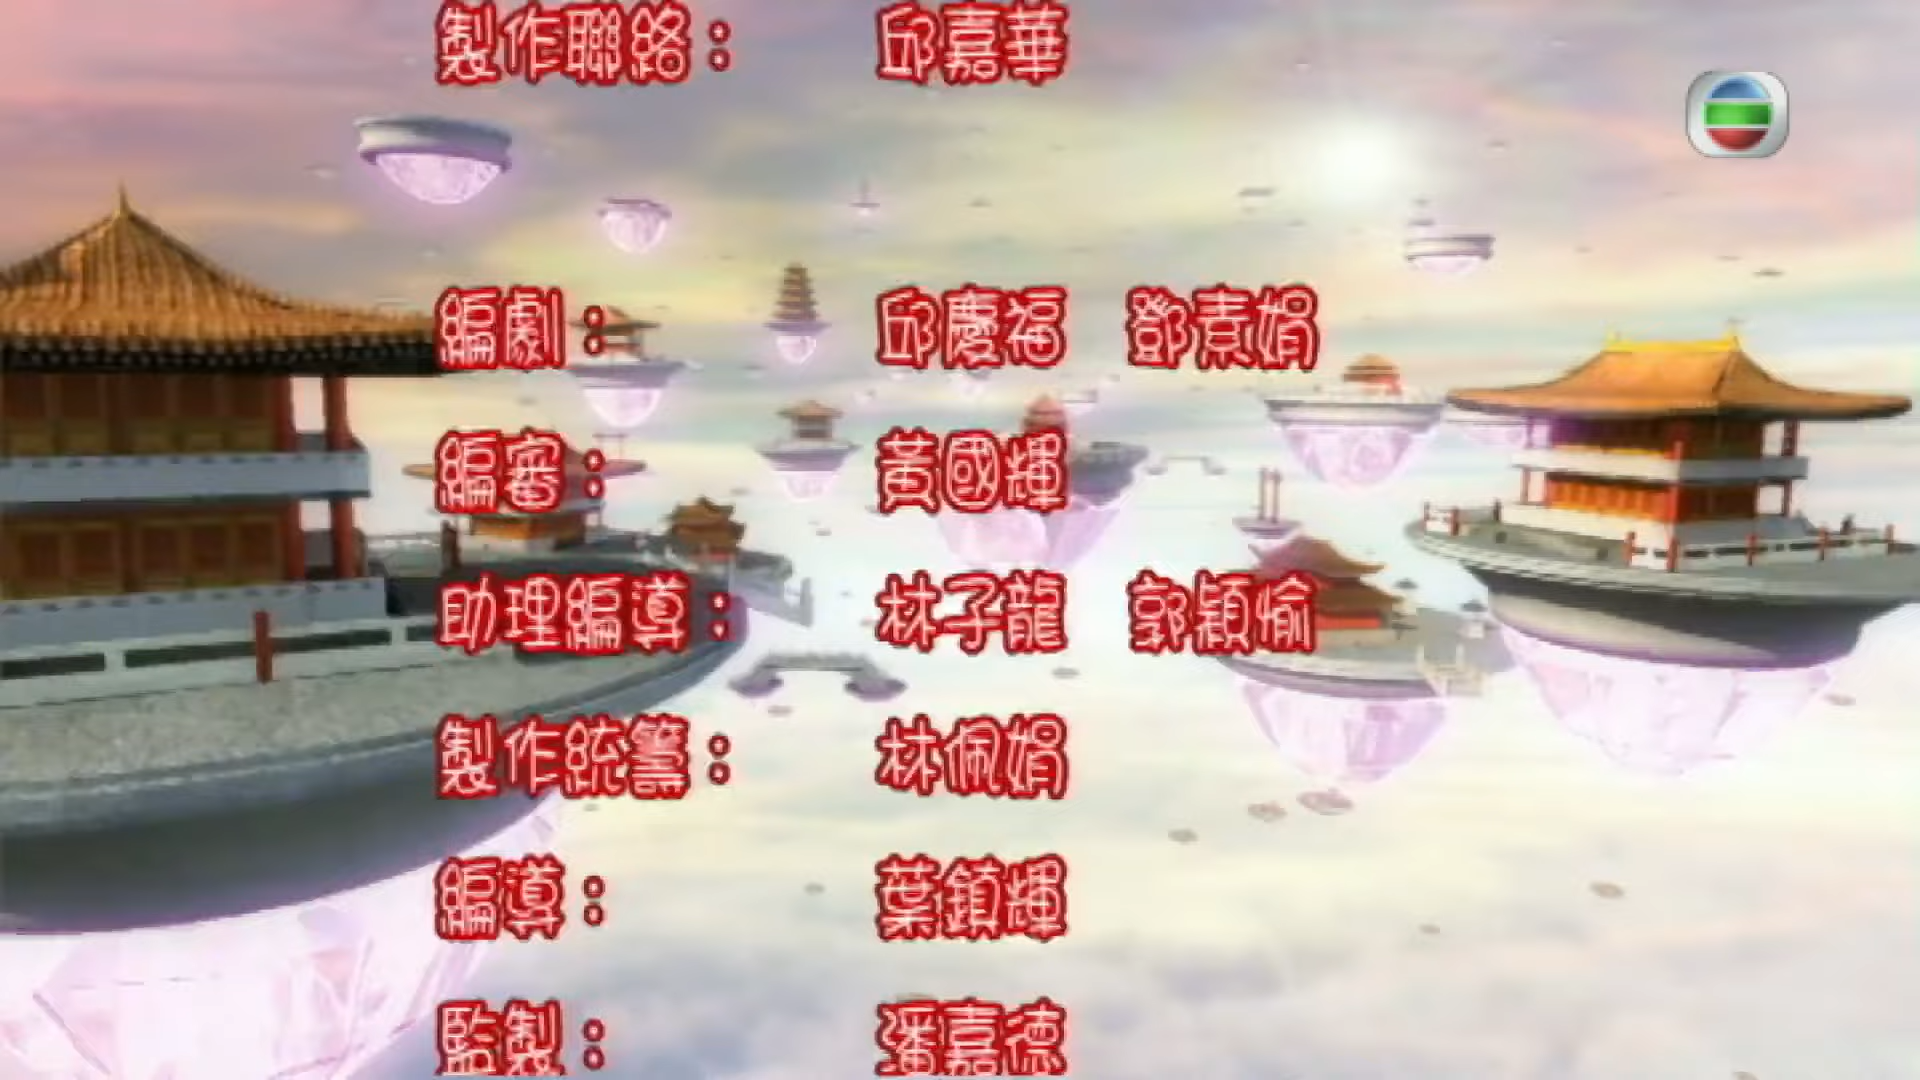 製作聯絡： 邱嘉華
編劇： 邱慶福 鄧素娟
編審： 黃國輝
助理編導： 林子龍 郭穎愉
製作統籌： 林佩娟
編導： 葉鎮輝
監製： 潘嘉德